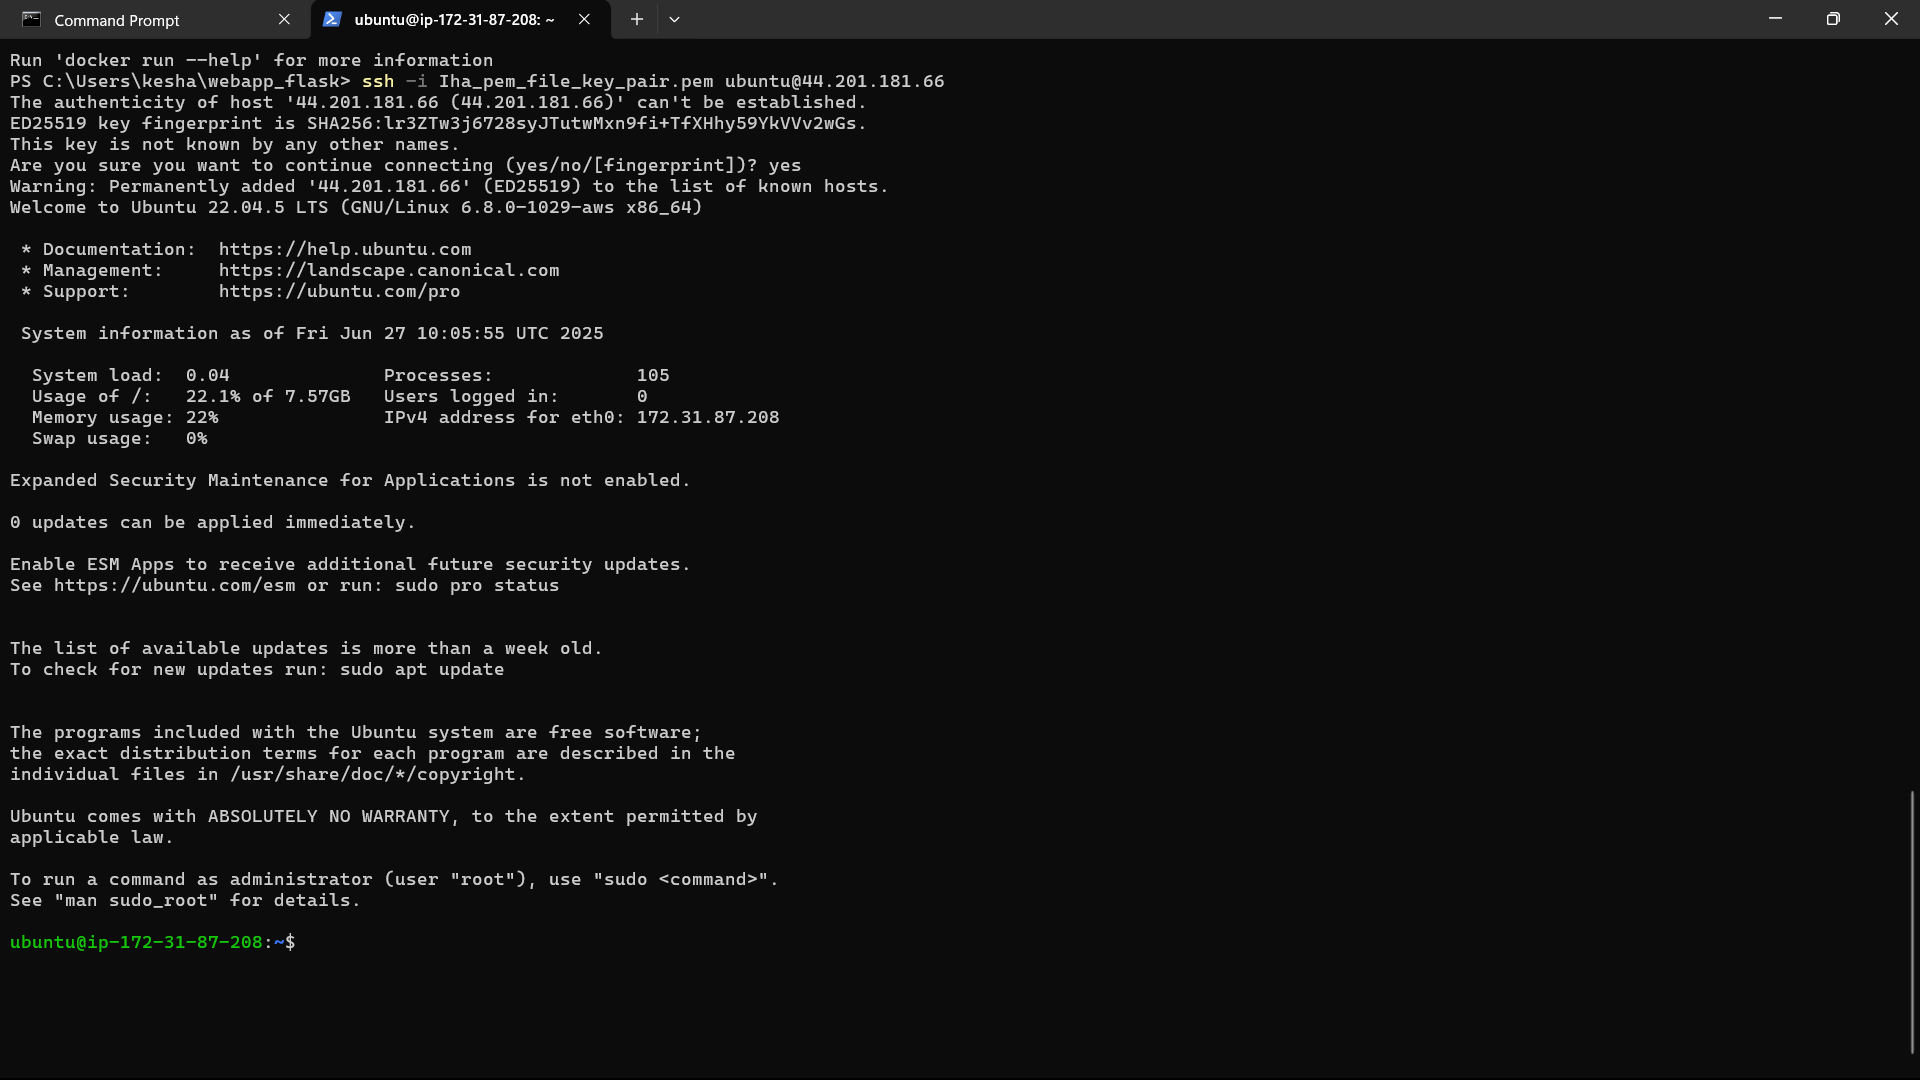 Command Prompt
ubuntu@ip-172-31-87-208: ~
Run 'docker run --help' for more information
PS C:\Users\kesha\webapp_flask> ssh -i Iha_pem_file_key_pair.pem ubuntu@44.201.181.66
The authenticity of host '44.201.181.66 (44.201.181.66)' can't be established.
ED25519 key fingerprint is SHA256:lr3ZTw3j6728syJTutwMxn9fi+TfXHhy59YkVVv2wGs.
This key is not known by any other names.
Are you sure you want to continue connecting (yes/no/[fingerprint])? yes
Warning: Permanently added '44.201.181.66' (ED25519) to the list of known hosts.
Welcome to Ubuntu 22.04.5 LTS (GNU/Linux 6.8.0-1029-aws x86_64)
* Documentation:  https://help.ubuntu.com
* Management:     https://landscape.canonical.com
* Support:        https://ubuntu.com/pro
System information as of Fri Jun 27 10:05:55 UTC 2025
System load:  0.04              Processes:             105
Usage of /:   22.1% of 7.57GB   Users logged in:       0
Memory usage: 22%               IPv4 address for eth0: 172.31.87.208
Swap usage:   0%
Expanded Security Maintenance for Applications is not enabled.
0 updates can be applied immediately.
Enable ESM Apps to receive additional future security updates.
See https://ubuntu.com/esm or run: sudo pro status
The list of available updates is more than a week old.
To check for new updates run: sudo apt update
The programs included with the Ubuntu system are free software;
the exact distribution terms for each program are described in the
individual files in /usr/share/doc/*/copyright.
Ubuntu comes with ABSOLUTELY NO WARRANTY, to the extent permitted by
applicable law.
To run a command as administrator (user "root"), use "sudo <command>".
See "man sudo_root" for details.
ubuntu@ip-172-31-87-208:~$